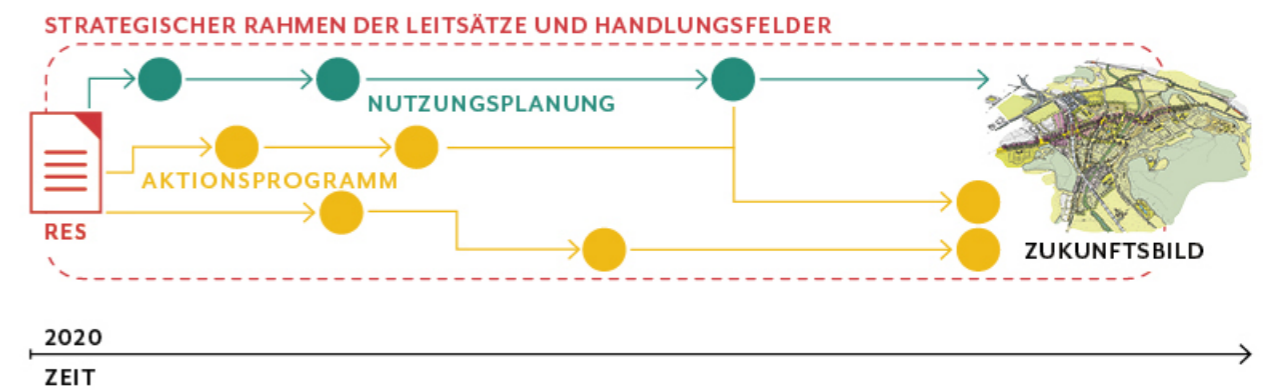 STRATEGISCHER RAHMEN DER LEITSÄTZE UND HANDLUNGSFELDER
NUTZUNGSPLANUNG
AKTIONSPROGRAMM
RES
ZUKUNFTSBILD
2020
ZEIT